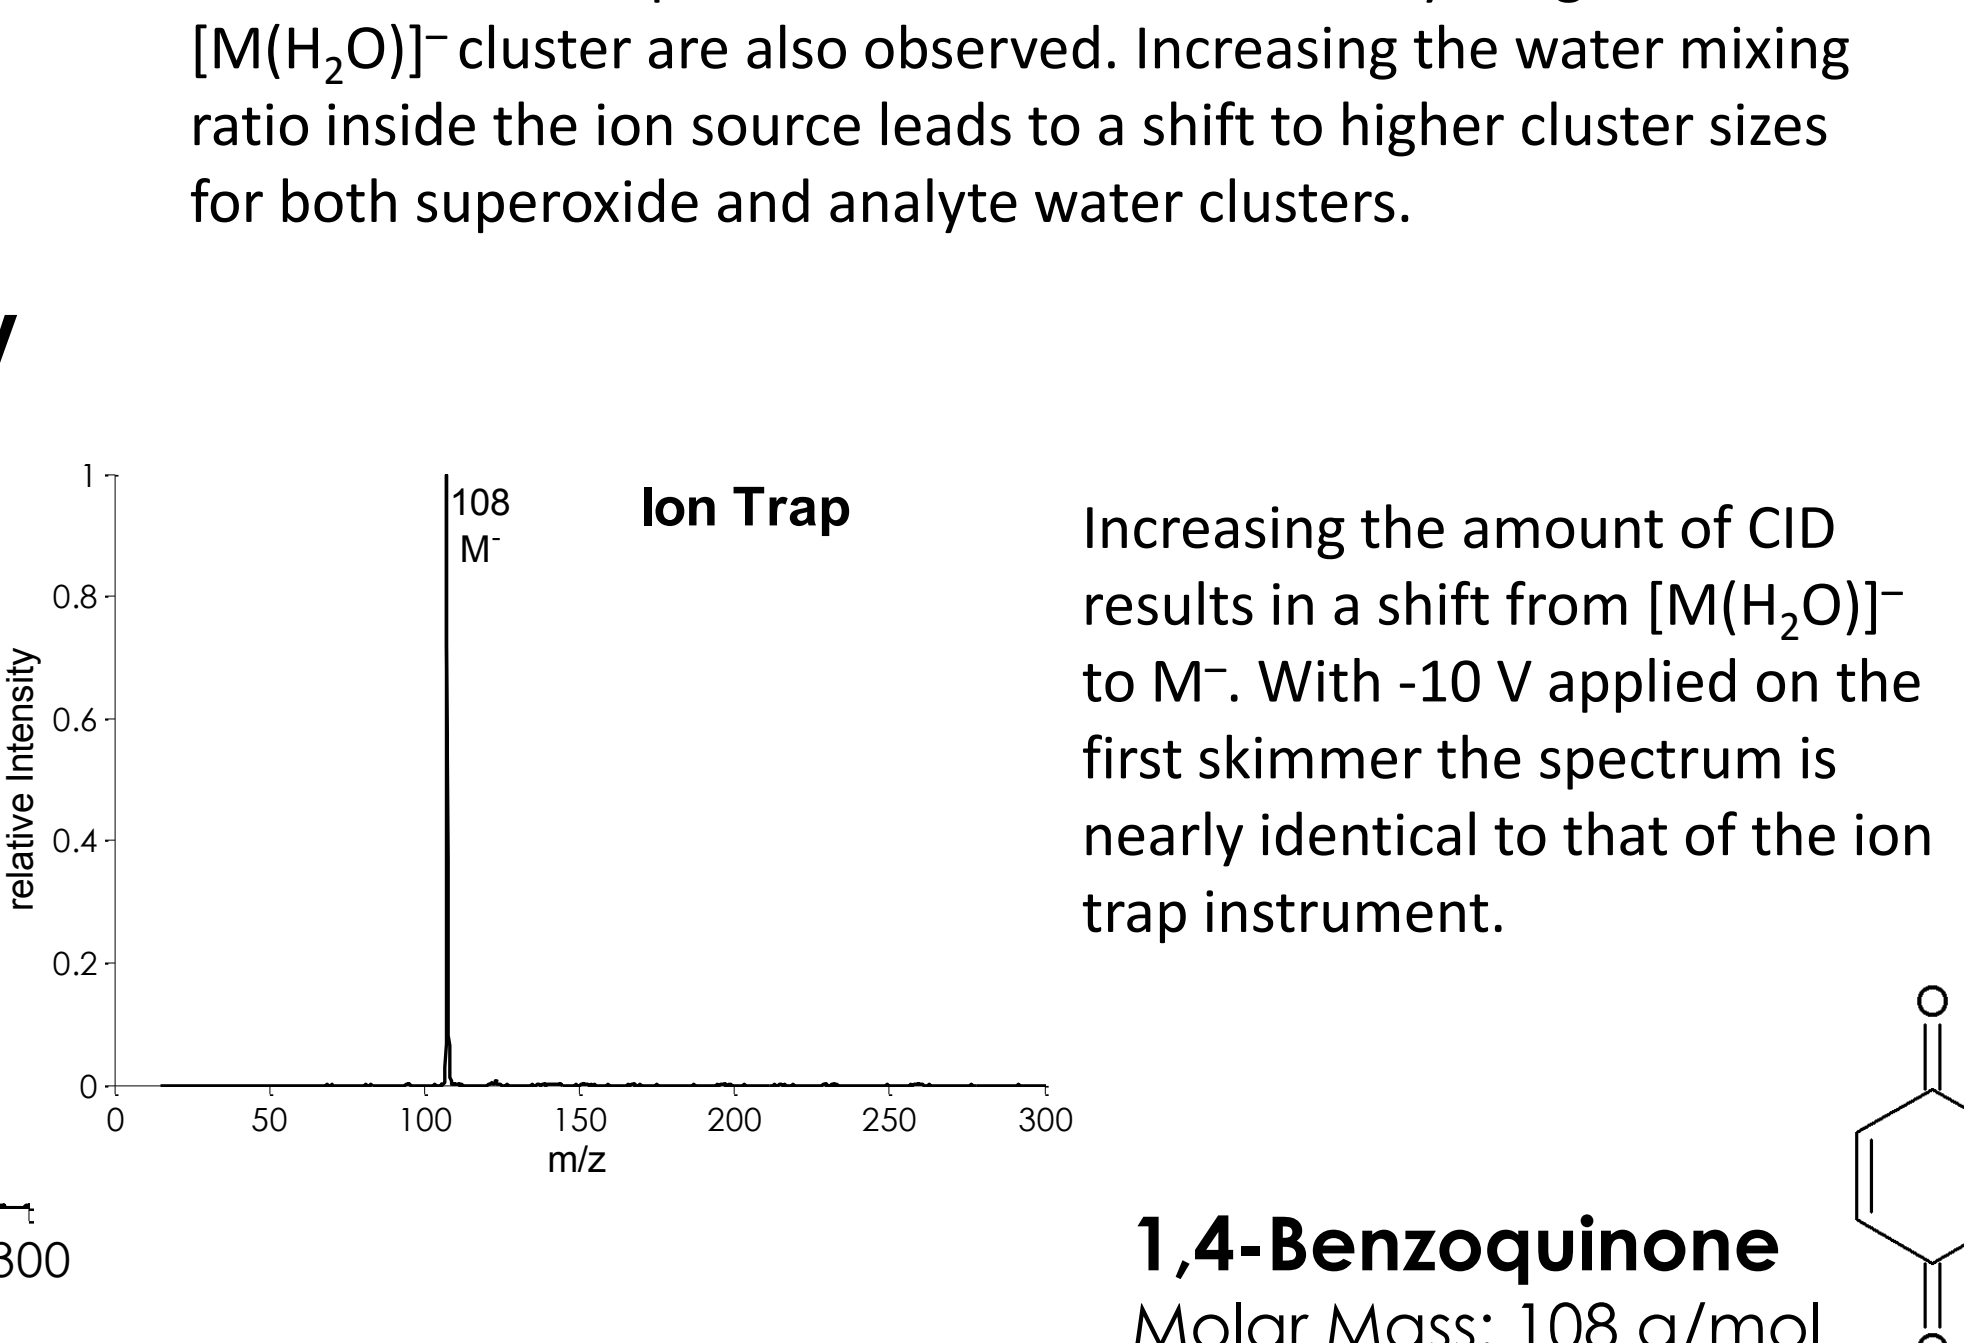 [M(H₂O)]⁻ cluster are also observed. Increasing the water mixing
ratio inside the ion source leads to a shift to higher cluster sizes
for both superoxide and analyte water clusters.
Ion Trap
108
M⁻
relative Intensity
1
0.8
0.6
0.4
0.2
0
0 50 100 150 200 250 300
m/z
Increasing the amount of CID
results in a shift from [M(H₂O)]⁻
to M⁻. With -10 V applied on the
first skimmer the spectrum is
nearly identical to that of the ion
trap instrument.
300
O
1,4-Benzoquinone
Molar Mass: 108 g/mol